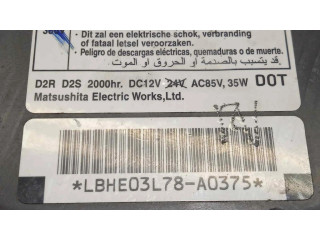 Dit zal een elektrische schok, verbranding
of fataal letsel veroorzaken.
Peligro de descargas eléctricas, quemaduras o de muerte.
قد يتسبب بالصدمة أو الحروق او الموت
D2R D2S 2000hr. DC12V 24V AC85V, 35W DOT
Matsushita Electric Works,Ltd.
*LBHE03L78-A0375*